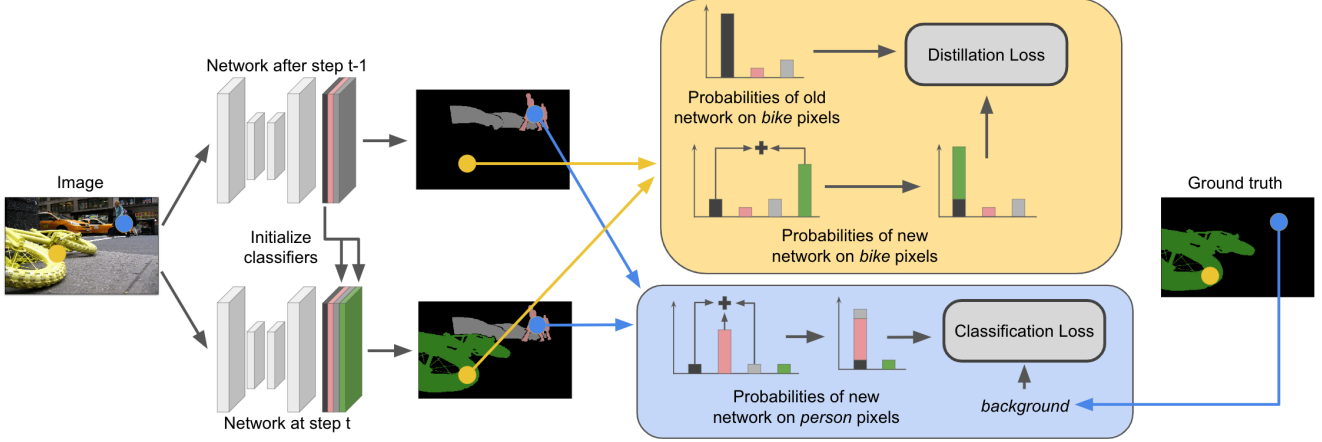 Network after step t-1
Image
Initialize
classifiers
Network at step t
Distillation Loss
Probabilities of old
network on bike pixels
Probabilities of new
network on bike pixels
Classification Loss
Probabilities of new
network on person pixels
background
Ground truth